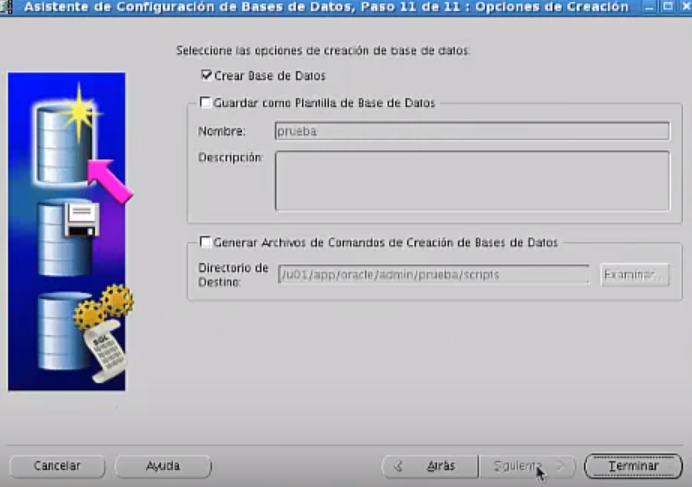 Asistente de Configuración de Bases de Datos, Paso 11 de 11 : Opciones de Creación
Seleccione las opciones de creación de base de datos:
Crear Base de Datos
Guardar como Plantilla de Base de Datos
Nombre: prueba
Descripción:
Generar Archivos de Comandos de Creación de Bases de Datos
Directorio de
Destino: /u01/app/oracle/admin/prueba/scripts Examinar...
SQL
Cancelar Ayuda Atrás Siguiente Terminar